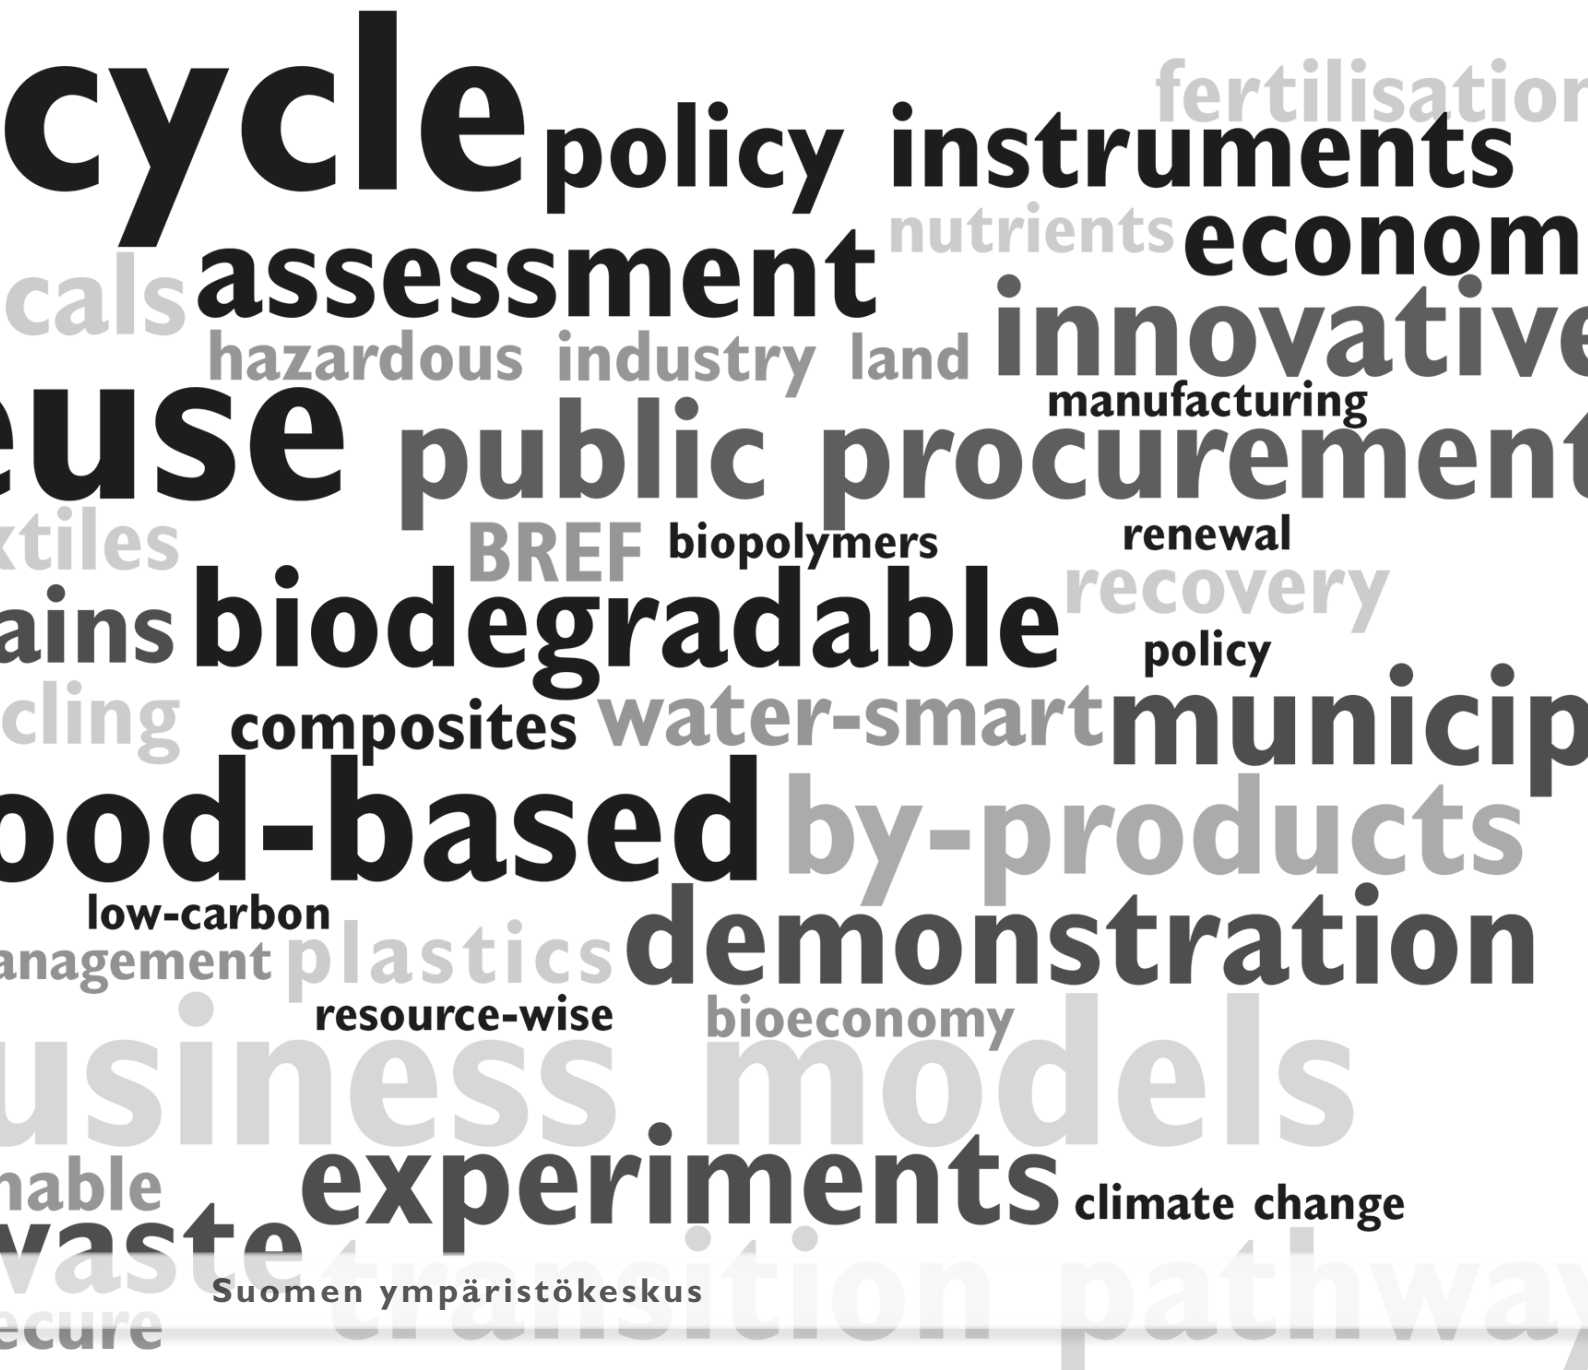 cycle
fertilisation
policy instruments
nutrients
econom
cals
assessment
hazardous industry land
innovative
manufacturing
euse
public procurement
xtiles
BREF
biopolymers
renewal
recovery
ains
biodegradable
policy
cling
composites
water-smart
municip
ood-based
by-products
low-carbon
anagement
plastics
demonstration
resource-wise
bioeconomy
usiness models
nable
experiments
climate change
waste
transition pathway
Suomen ympäristökeskus
ecure